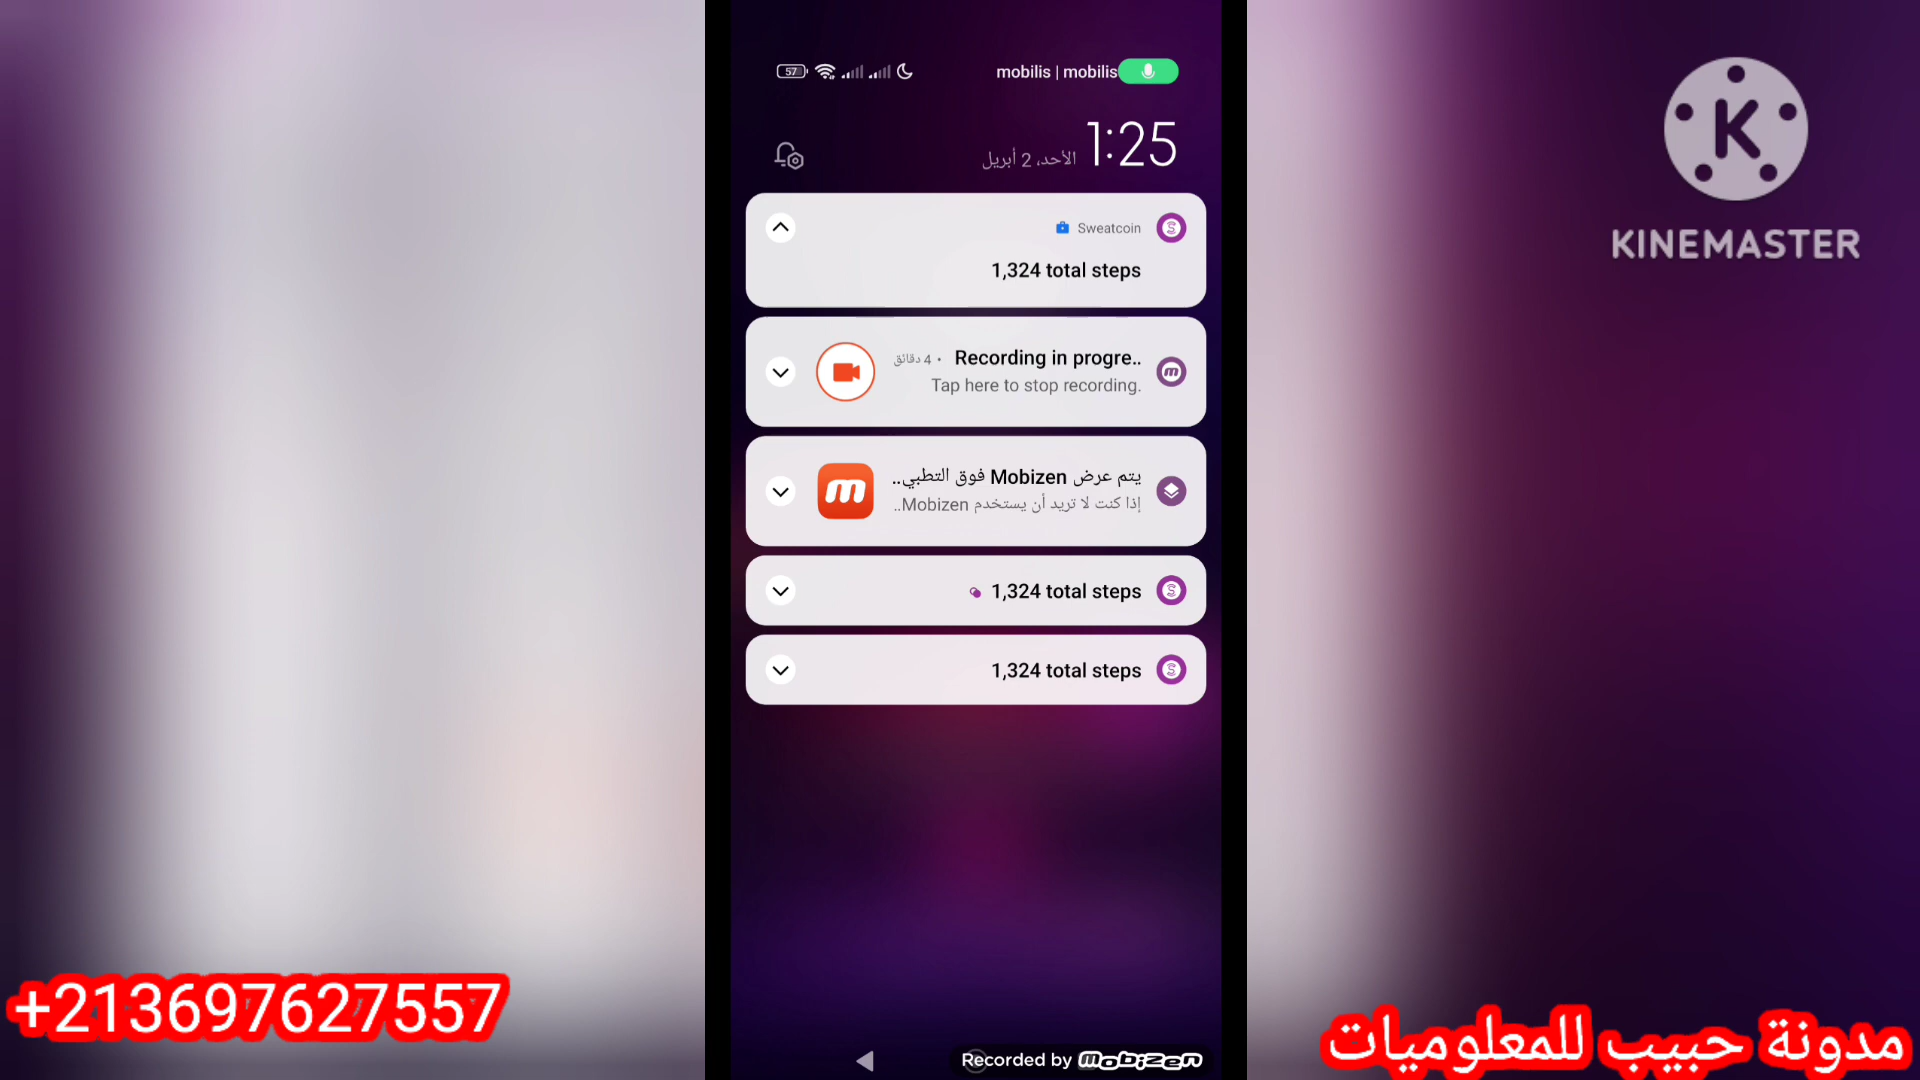 57
mobilis | mobilis
1:25
الأحد، 2 أبريل
Sweatcoin
1,324 total steps
Recording in progre..
• 4 دقائق
Tap here to stop recording.
يتم عرض Mobizen فوق التطبي..
إذا كنت لا تريد أن يستخدم Mobizen..
1,324 total steps
1,324 total steps
K
KINEMASTER
+213697627557
Recorded by mobizen
مدونة حبيب للمعلوميات